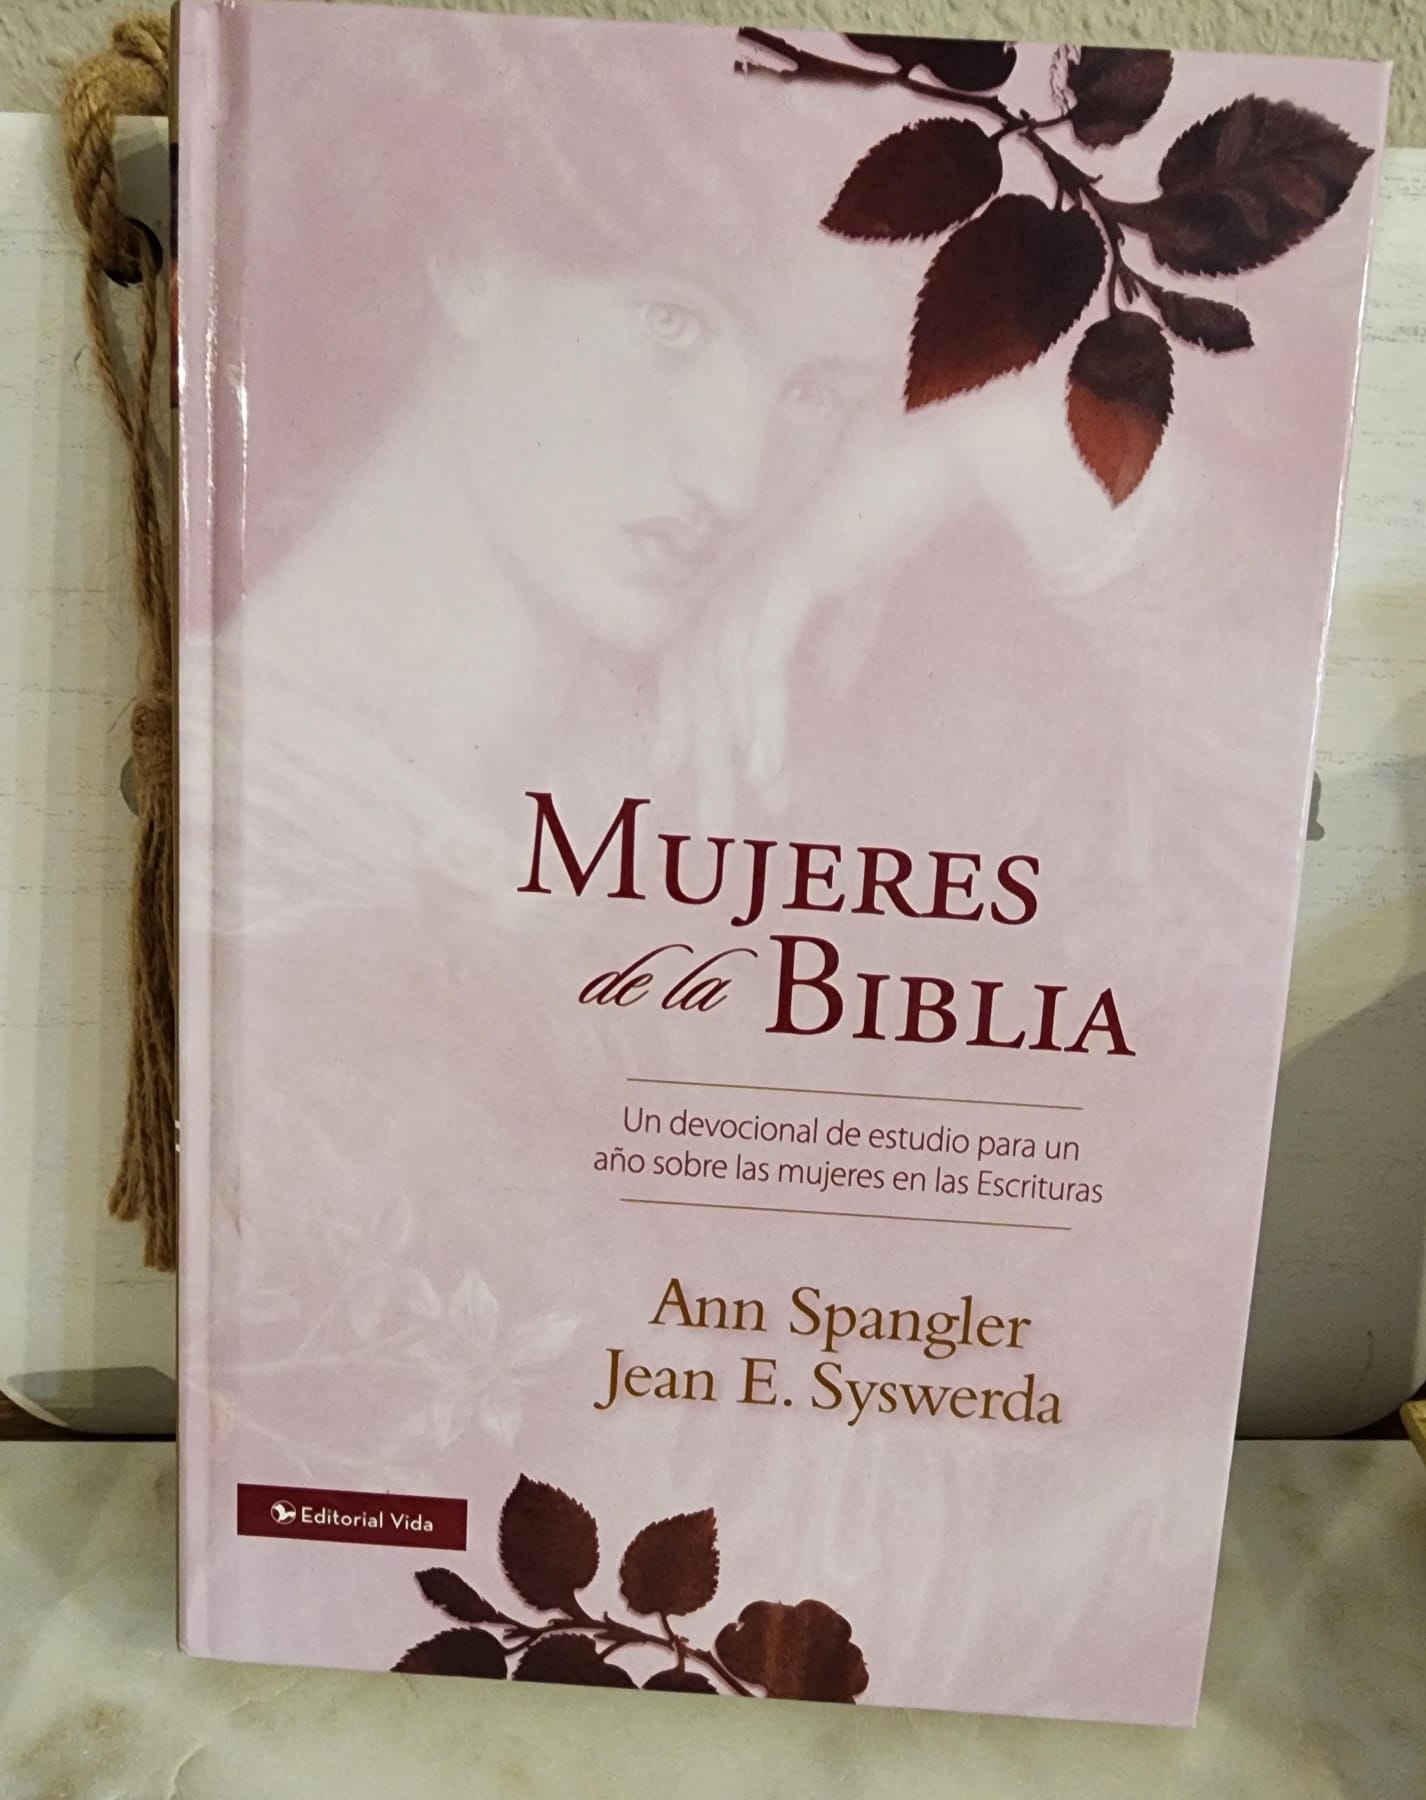 Mujeres
de la Biblia
Un devocional de estudio para un
año sobre las mujeres en las Escrituras
Ann Spangler
Jean E. Syswerda
Editorial Vida